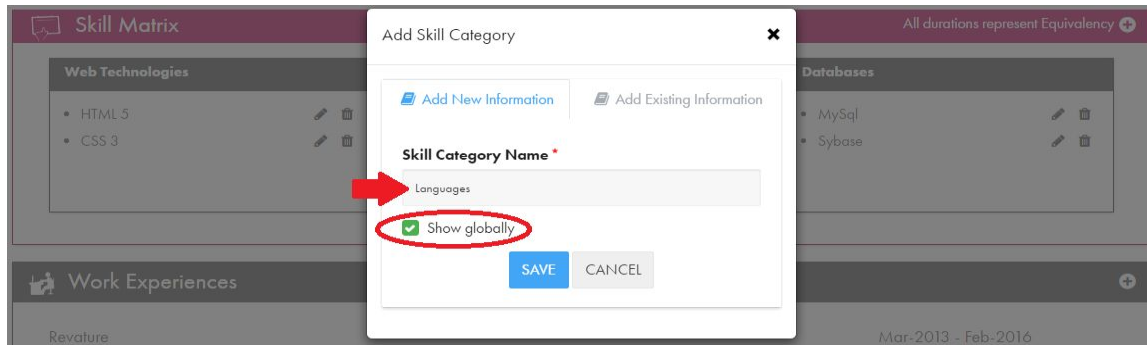 Skill Matrix
All durations represent Equivalency
Add Skill Category
Web Technologies
Databases
Add New Information
Add Existing Information
HTML 5
MySql
CSS 3
Sybase
Skill Category Name *
Languages
Show globally
SAVE
CANCEL
Work Experiences
Revature
Mar-2013 - Feb-2016